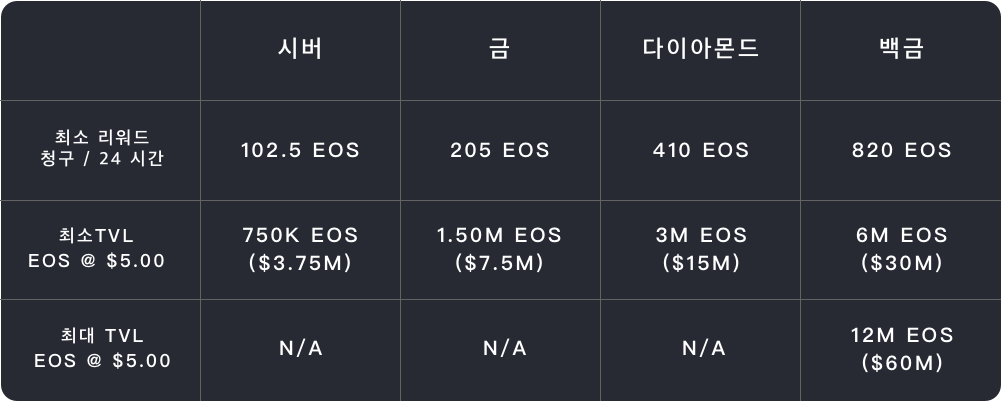 시버 금 다이아몬드 백금
최소 리워드
청구 / 24 시간
102.5 EOS 205 EOS 410 EOS 820 EOS
최소TVL
EOS @ $5.00
750K EOS
($3.75M)
1.50M EOS
($7.5M)
3M EOS
($15M)
6M EOS
($30M)
최대 TVL
EOS @ $5.00
N/A N/A N/A
12M EOS
($60M)